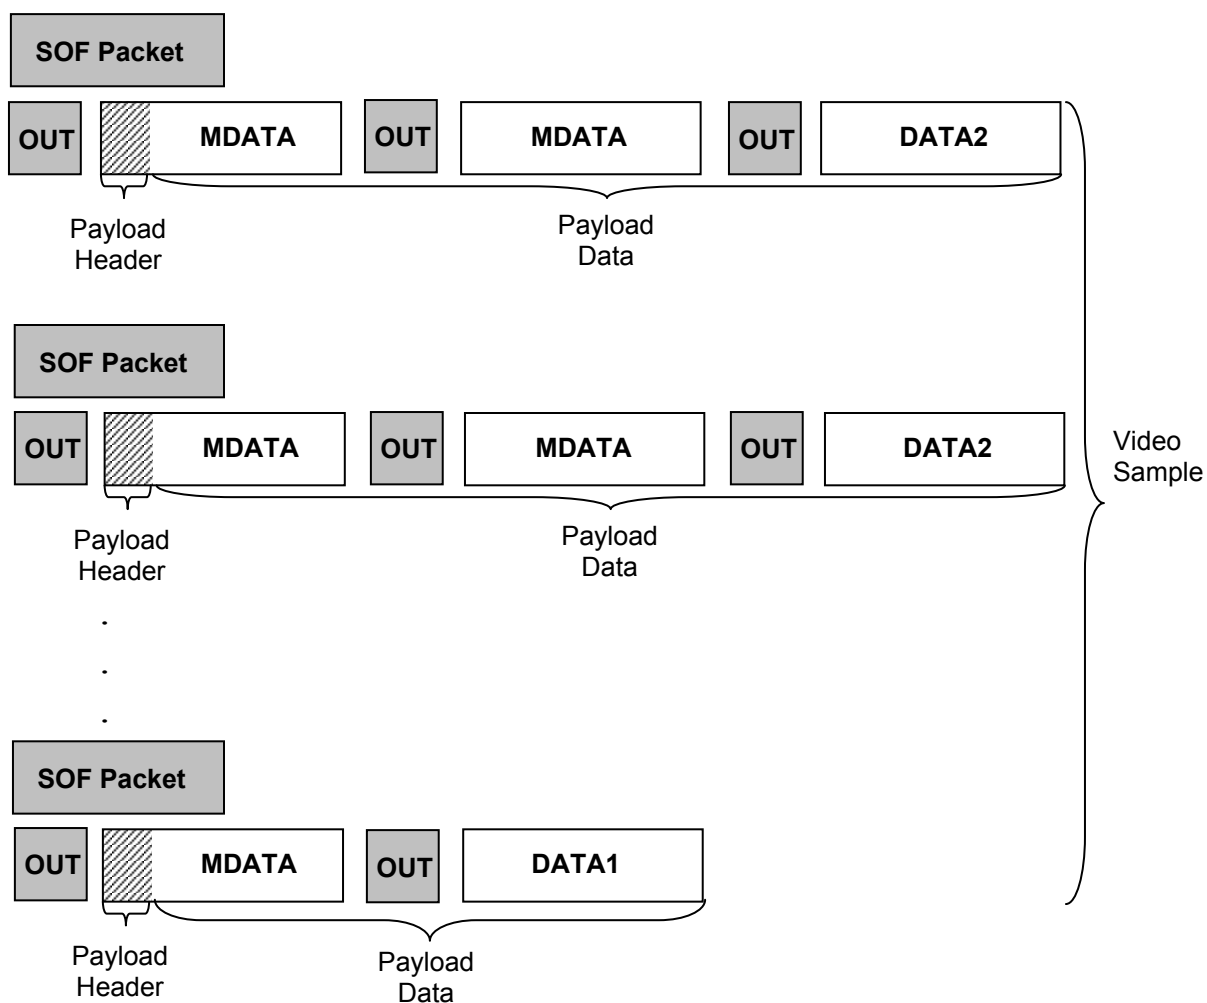 SOF Packet
OUT MDATA OUT MDATA OUT DATA2
Payload
Header
Payload
Data
SOF Packet
OUT MDATA OUT MDATA OUT DATA2
Video
Sample
Payload
Header
Payload
Data
.
.
.
SOF Packet
OUT MDATA OUT DATA1
Payload
Header
Payload
Data